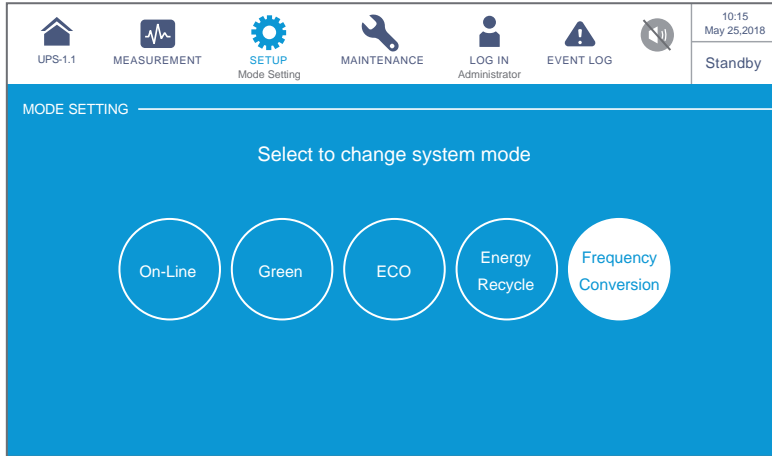 10:15
May 25,2018
UPS-1.1
MEASUREMENT
SETUP
Mode Setting
MAINTENANCE
LOG IN
Administrator
EVENT LOG
Standby
MODE SETTING
Select to change system mode
On-Line
Green
ECO
Energy
Recycle
Frequency
Conversion